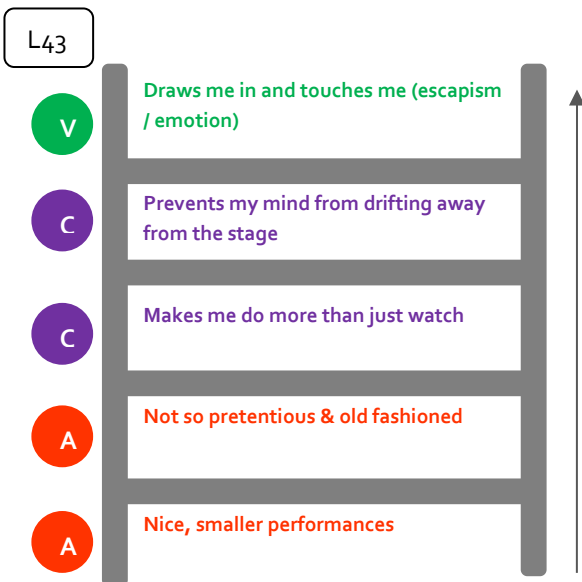 L43
V
Draws me in and touches me (escapism
/ emotion)
C
Prevents my mind from drifting away
from the stage
C
Makes me do more than just watch
A
Not so pretentious & old fashioned
A
Nice, smaller performances